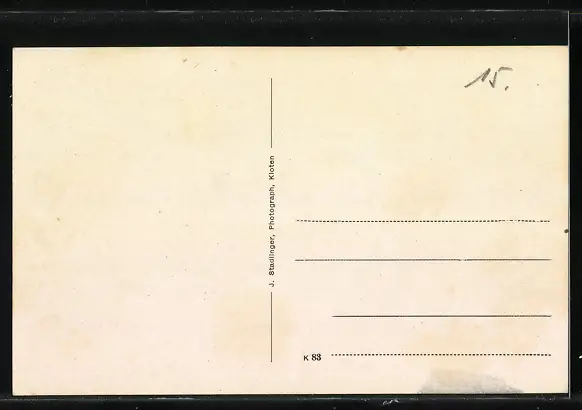 15.
J. Stadlinger, Photograph, Kloten
K 83